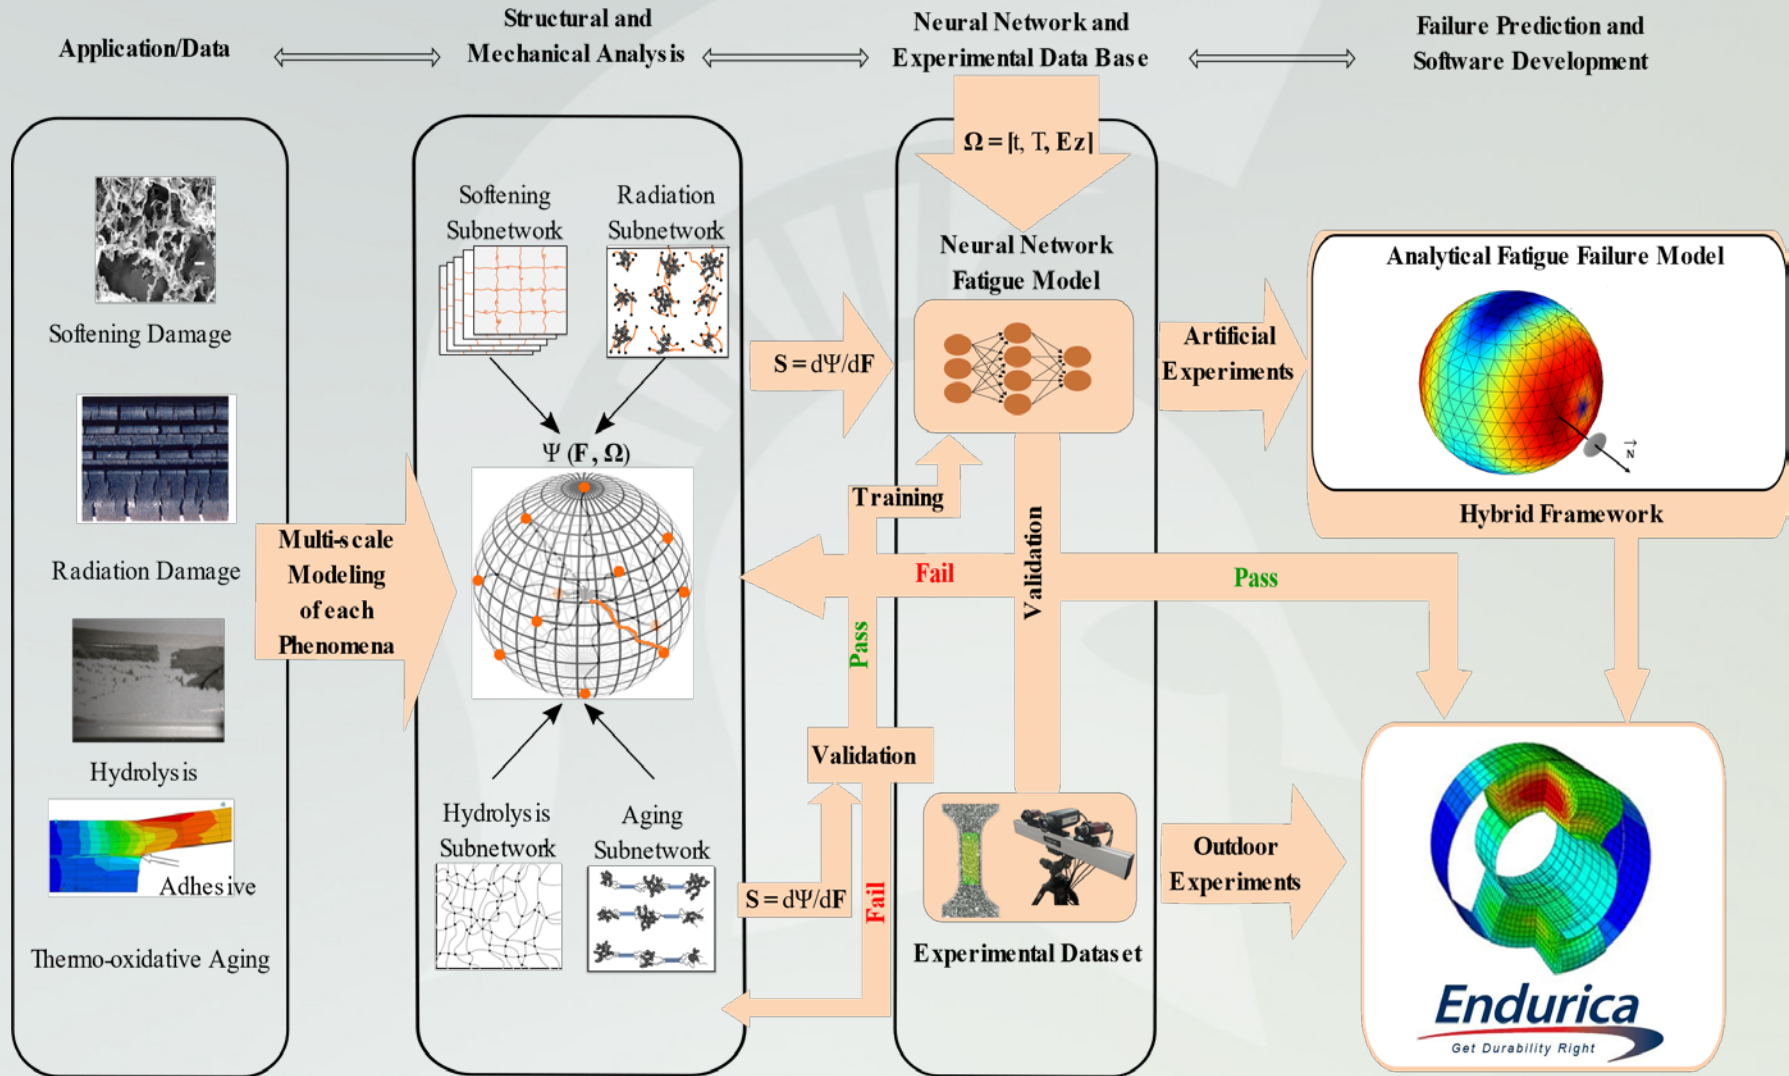 Application/Data
Structural and
Mechanical Analysis
Neural Network and
Experimental Data Base
Failure Prediction and
Software Development
Softening Damage
Radiation Damage
Hydrolysis
Adhesive
Thermo-oxidative Aging
Multi-scale
Modeling
of each
Phenomena
Softening
Subnetwork
Radiation
Subnetwork
Ψ (F, Ω)
Hydrolysis
Subnetwork
Aging
Subnetwork
S = dΨ/dF
S = dΨ/dF
Validation
Pass
Fail
Training
Ω = [t, T, Ez]
Neural Network
Fatigue Model
Validation
Fail
Pass
Experimental Dataset
Artificial
Experiments
Outdoor
Experiments
Analytical Fatigue Failure Model
N
Hybrid Framework
Endurica
Get Durability Right